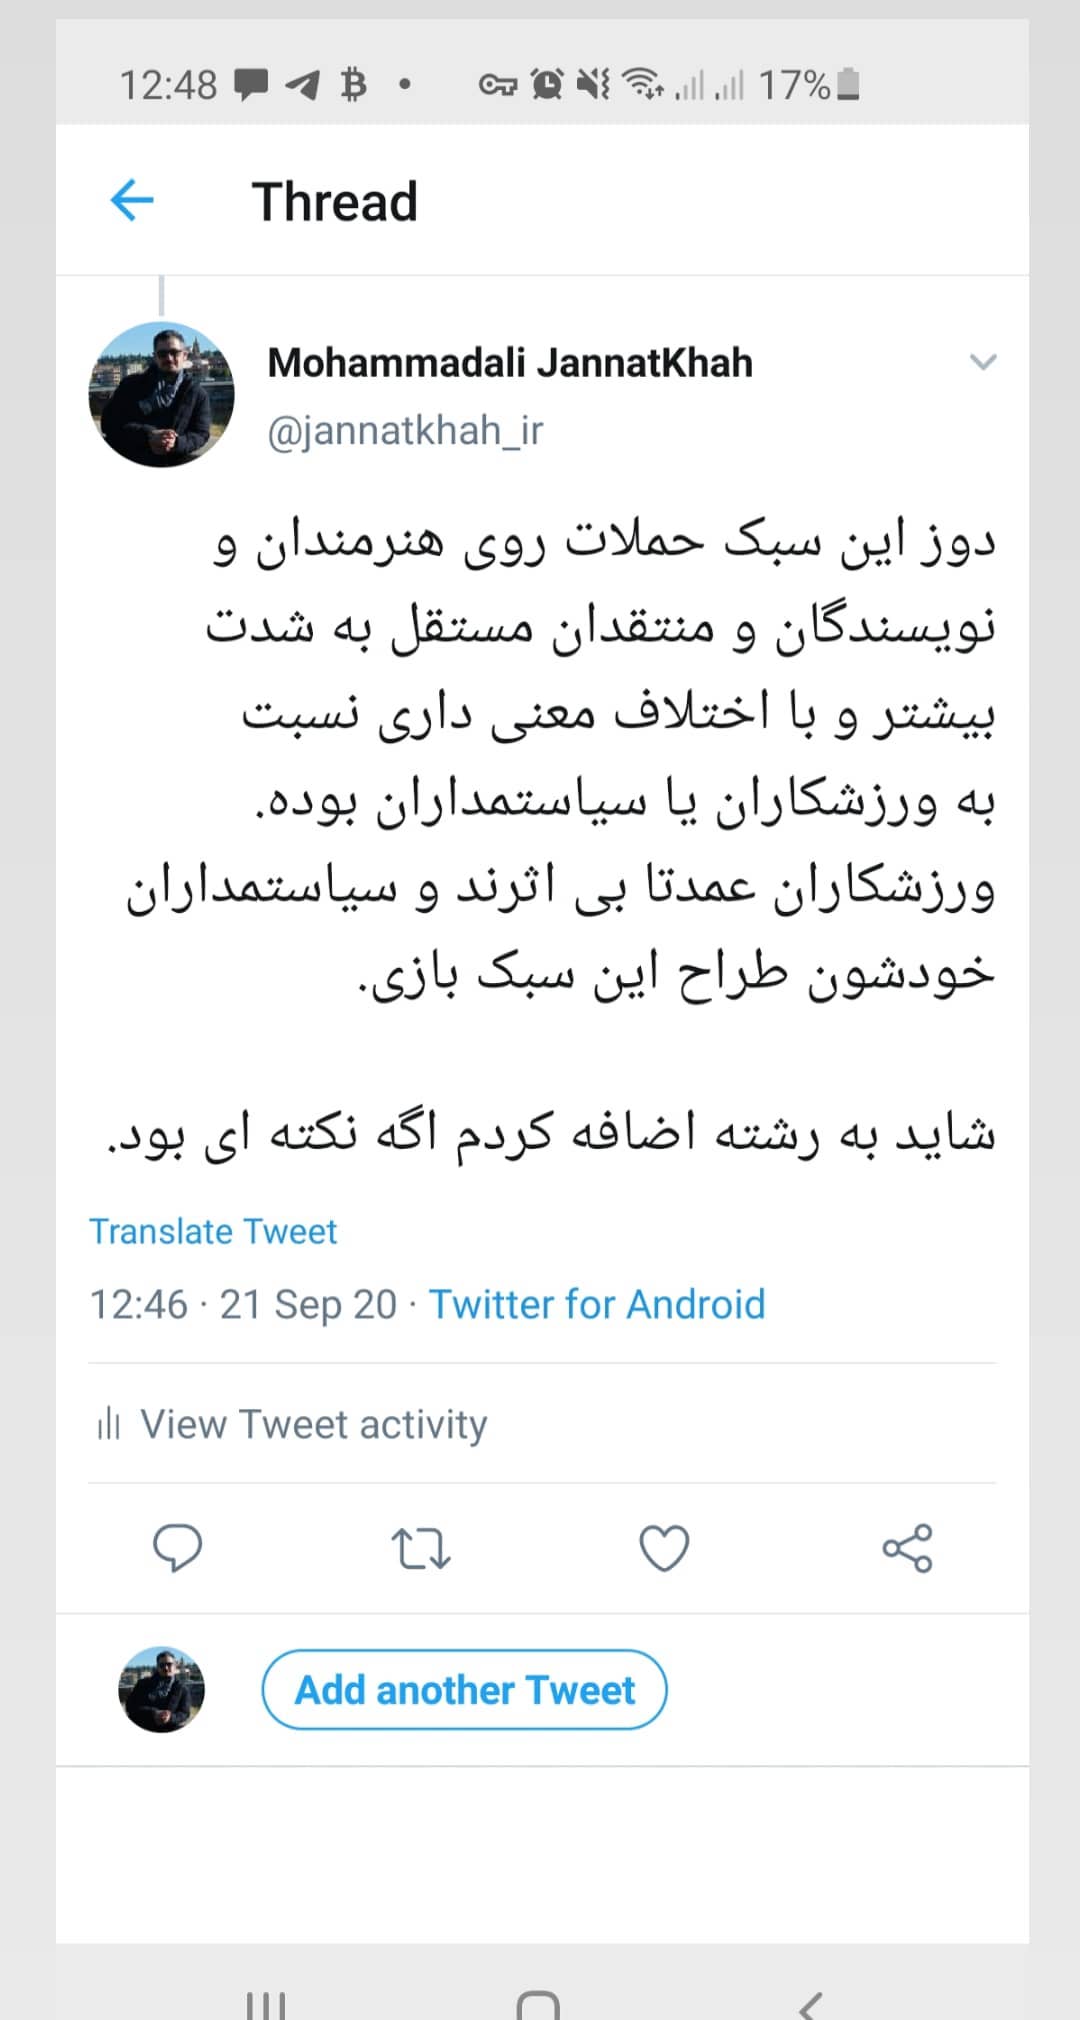 12:48
17%
Thread
Mohammadali JannatKhah
@jannatkhah_ir
دوز این سبک حملات روی هنرمندان و
نویسندگان و منتقدان مستقل به شدت
بیشتر و با اختلاف معنی داری نسبت
به ورزشکاران یا سیاستمداران بوده.
ورزشکاران عمدتا بی اثرند و سیاستمداران
خودشون طراح این سبک بازی.
شاید به رشته اضافه کردم اگه نکته ای بود.
Translate Tweet
12:46 · 21 Sep 20 · Twitter for Android
View Tweet activity
Add another Tweet